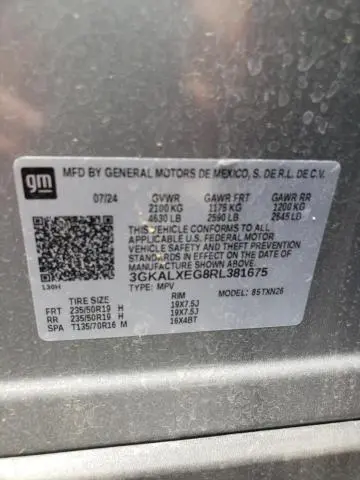 gm
MFD BY GENERAL MOTORS DE MEXICO, S. DE R.L. DE C.V.
07/24 GVWR GAWR FRT GAWR RR
2100 KG 1175 KG 1200 KG
4630 LB 2590 LB 2645 LB
THIS VEHICLE CONFORMS TO ALL
APPLICABLE U.S. FEDERAL MOTOR
VEHICLE SAFETY AND THEFT PREVENTION
STANDARDS IN EFFECT ON THE DATE OF
MANUFACTURE SHOWN ABOVE.
3GKALXEG8RL381675
TYPE: MPV MODEL: 85TXN26
L30H
TIRE SIZE RIM
FRT 235/50R19 H 19X7.5J
RR 235/50R19 H 19X7.5J
SPA T135/70R16 M 16X4BT